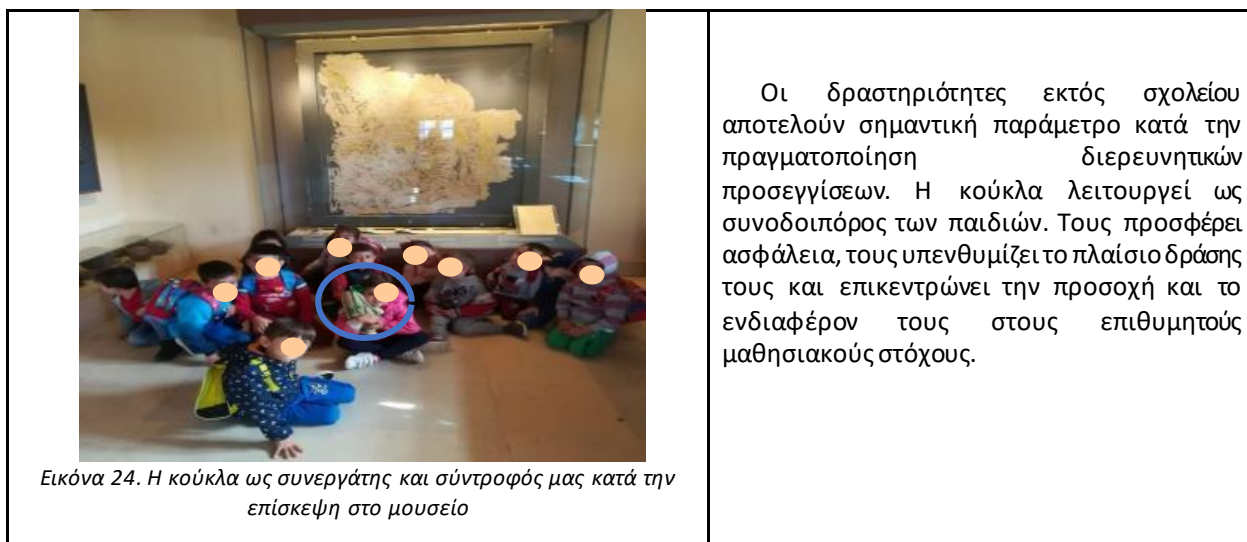 Οι δραστηριότητες εκτός σχολείου
αποτελούν σημαντική παράμετρο κατά την
πραγματοποίηση διερευνητικών
προσεγγίσεων. Η κούκλα λειτουργεί ως
συνοδοιπόρος των παιδιών. Τους προσφέρει
ασφάλεια, τους υπενθυμίζει το πλαίσιο δράσης
τους και επικεντρώνει την προσοχή και το
ενδιαφέρον τους στους επιθυμητούς
μαθησιακούς στόχους.
Εικόνα 24. Η κούκλα ως συνεργάτης και σύντροφός μας κατά την
επίσκεψη στο μουσείο